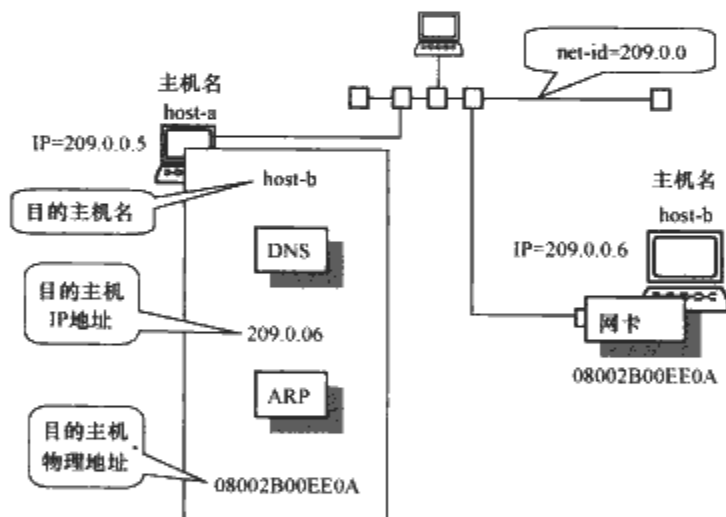 net-id=209.0.0
主机名
host-a
IP=209.0.0.5
host-b
目的主机名
DNS
目的主机
IP地址
209.0.06
ARP
目的主机
物理地址
08002B00EE0A
主机名
host-b
IP=209.0.0.6
网卡
08002B00EE0A